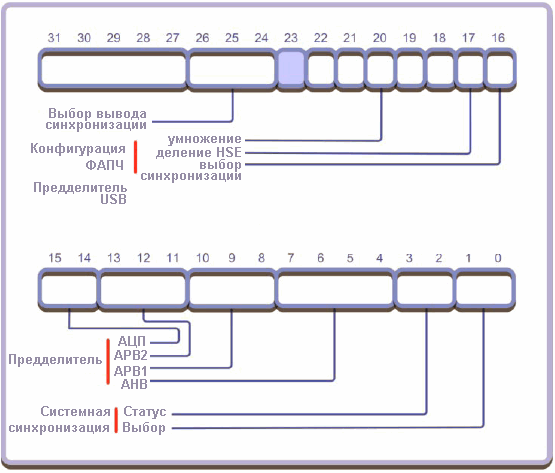 31 30 29 28 27 26 25 24 23 22 21 20 19 18 17 16
Выбор вывода
синхронизации
умножение
Конфигурация
ФАПЧ
деление HSE
выбор
синхронизации
Предделитель
USB
15 14 13 12 11 10 9 8 7 6 5 4 3 2 1 0
Предделитель
АЦП
APB2
APB1
AHB
Системная
синхронизация
Статус
Выбор